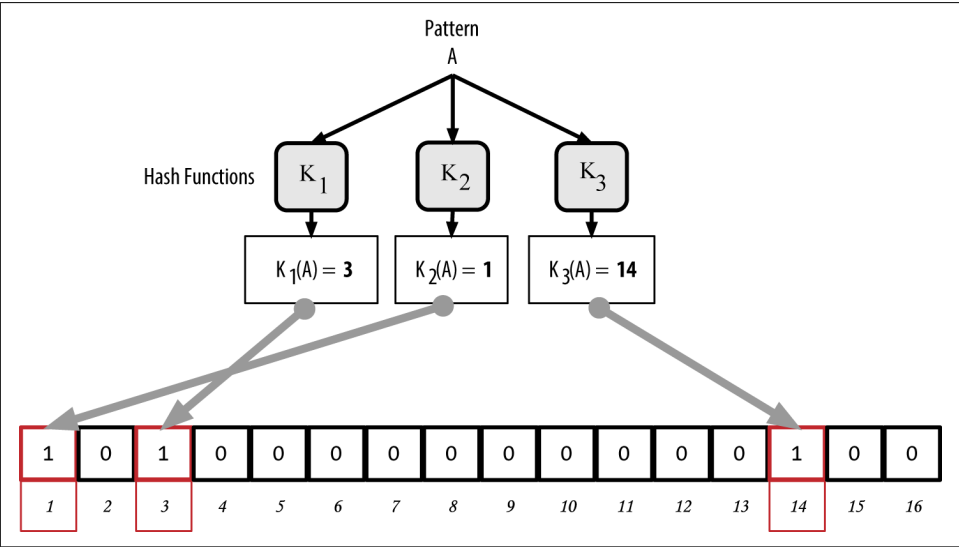 Pattern
A
Hash Functions
K1
K2
K3
K1(A) = 3
K2(A) = 1
K3(A) = 14
1 0 1 0 0 0 0 0 0 0 0 0 0 1 0 0
1 2 3 4 5 6 7 8 9 10 11 12 13 14 15 16